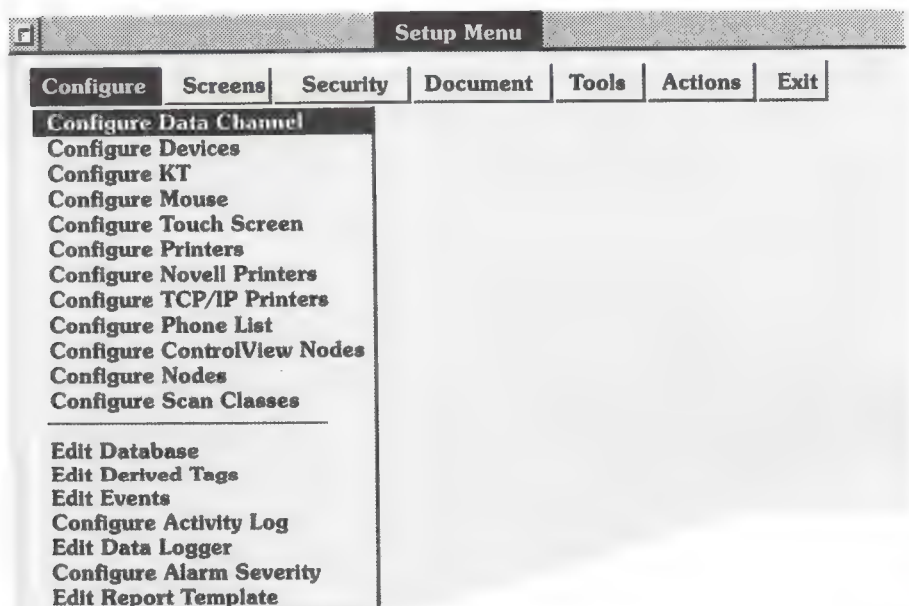 Setup Menu
Configure Screens Security Document Tools Actions Exit
Configure Data Channel
Configure Devices
Configure KT
Configure Mouse
Configure Touch Screen
Configure Printers
Configure Novell Printers
Configure TCP/IP Printers
Configure Phone List
Configure ControlView Nodes
Configure Nodes
Configure Scan Classes
Edit Database
Edit Derived Tags
Edit Events
Configure Activity Log
Edit Data Logger
Configure Alarm Severity
Edit Report Template